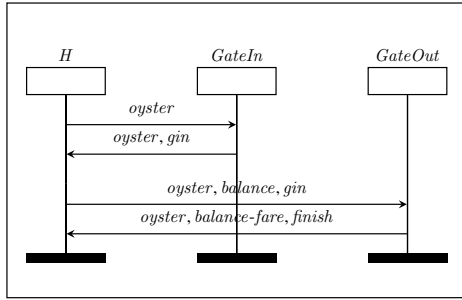 H GateIn GateOut
oyster
oyster, gin
oyster, balance, gin
oyster, balance-fare, finish